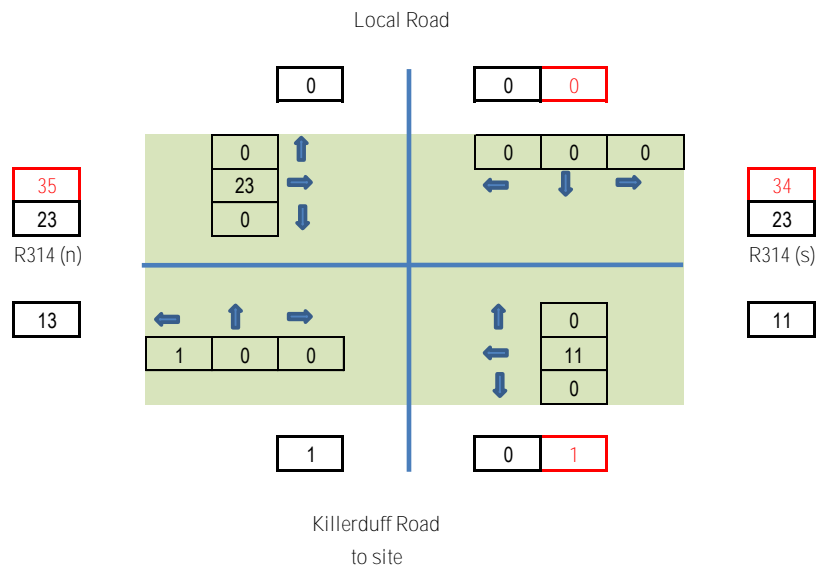 Local Road
0 0 0
0 0 0 0
35 23 34
23 0 23
R314 (n) R314 (s)
13 0 11
1 0 0 11
0
1 0 1
Killerduff Road
to site